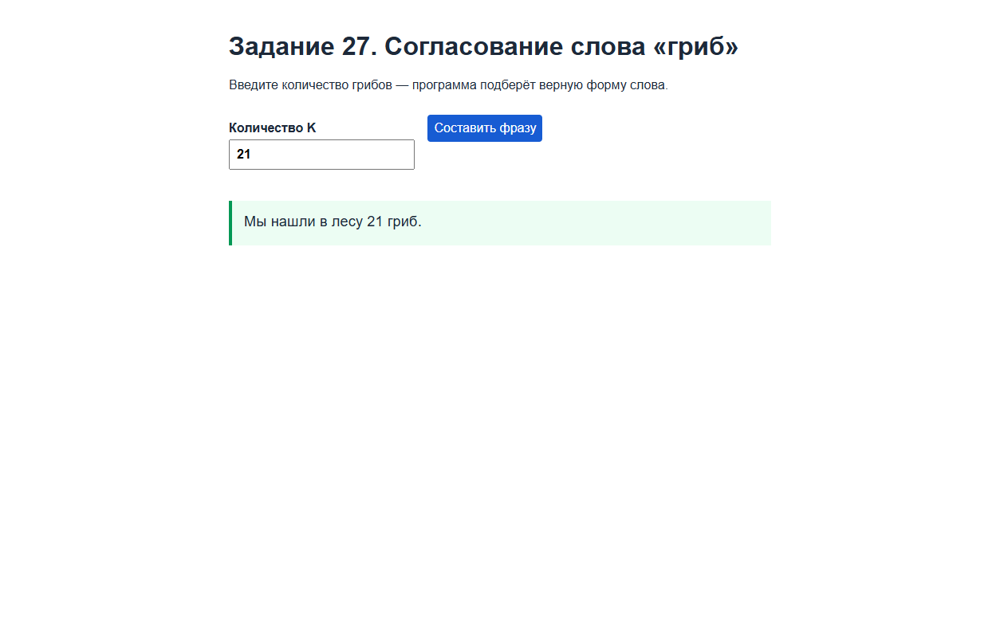 Задание 27. Согласование слова «гриб»
Введите количество грибов — программа подберёт верную форму слова.
Количество K
Составить фразу
21
Мы нашли в лесу 21 гриб.